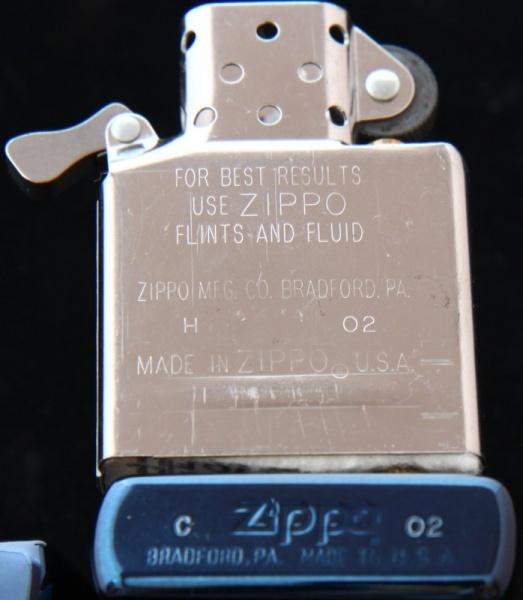 FOR BEST RESULTS
USE ZIPPO
FLINTS AND FLUID
ZIPPO MFG. CO. BRADFORD, PA.
H 02
MADE IN ZIPPO U.S.A.
C Zippo 02
BRADFORD, PA. MADE IN U.S.A